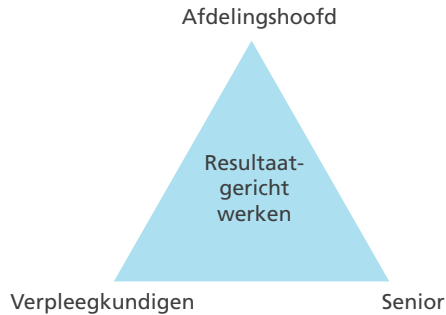 Afdelingshoofd
Resultaat-
gericht
werken
Verpleegkundigen
Senior